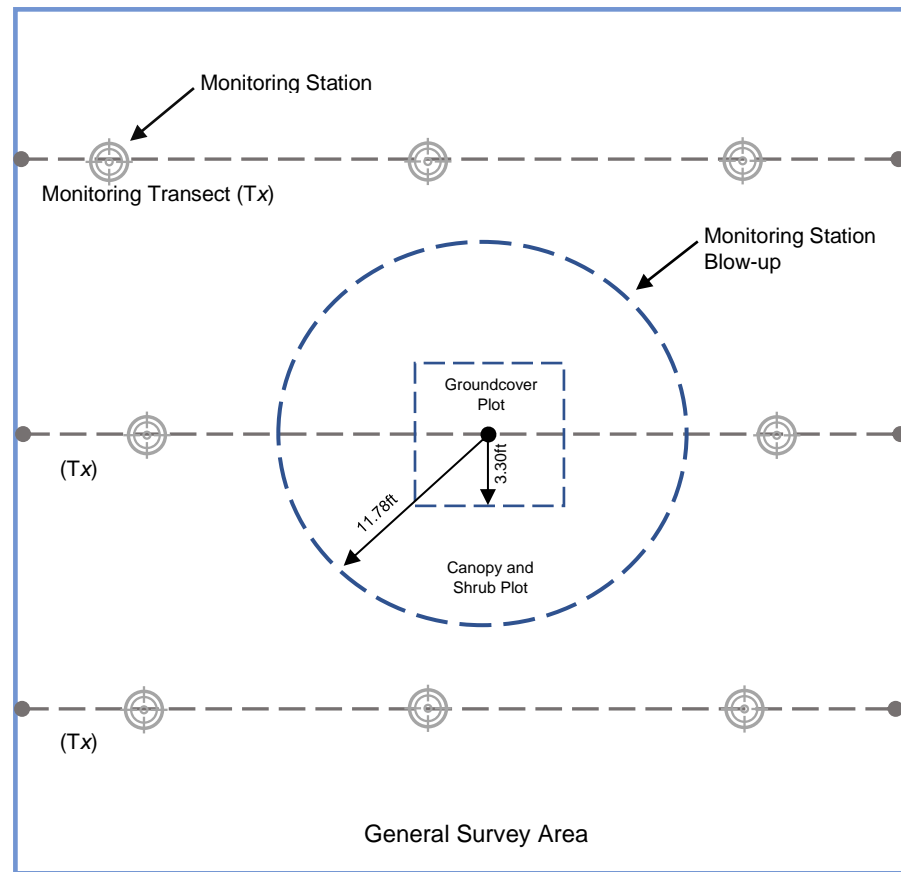 Monitoring Station
Monitoring Transect (Tx)
Monitoring Station
Blow-up
Groundcover
Plot
(Tx)
3.30ft
11.78ft
Canopy and
Shrub Plot
(Tx)
General Survey Area